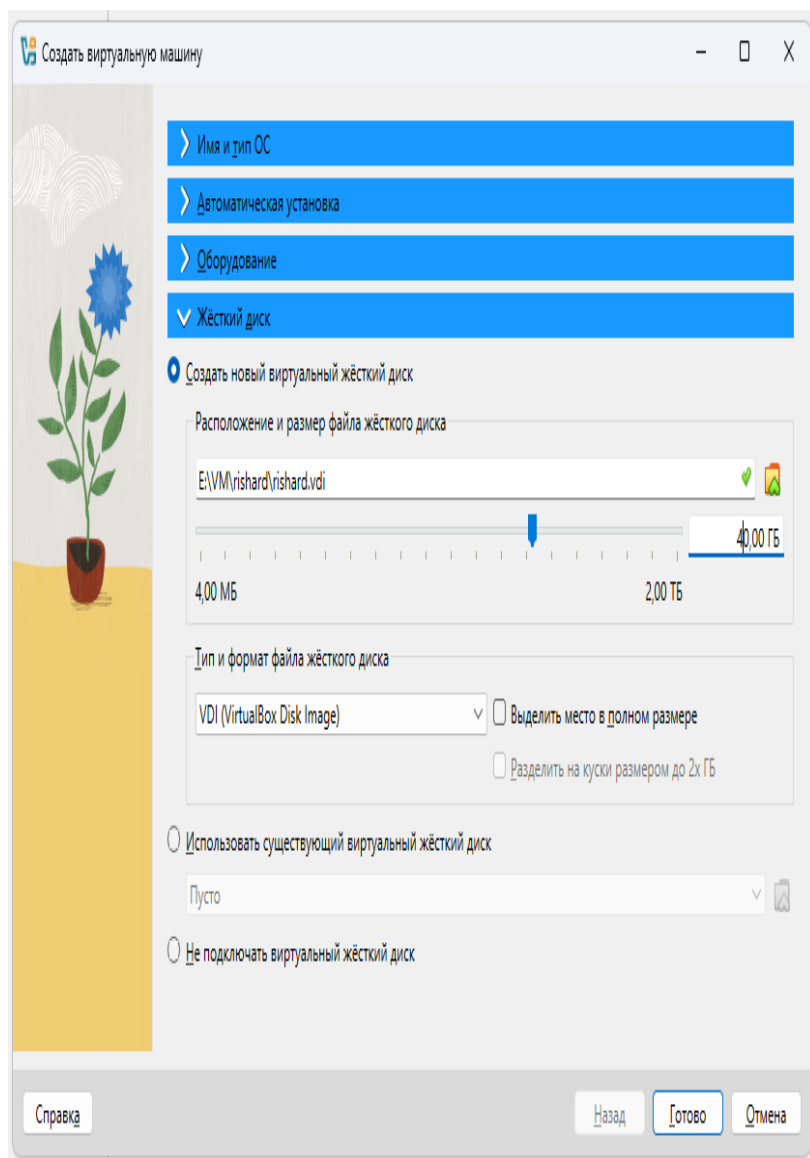 Создать виртуальную машину
Имя и тип ОС
Автоматическая установка
Оборудование
Жёсткий диск
Создать новый виртуальный жёсткий диск
Расположение и размер файла жёсткого диска
E:\VM\rishard\rishard.vdi
40,00 ГБ
4,00 МБ 2,00 ТБ
Тип и формат файла жёсткого диска
VDI (VirtualBox Disk Image) Выделить место в полном размере
Разделить на куски размером до 2х ГБ
Использовать существующий виртуальный жёсткий диск
Пусто
Не подключать виртуальный жёсткий диск
Справка Назад Готово Отмена